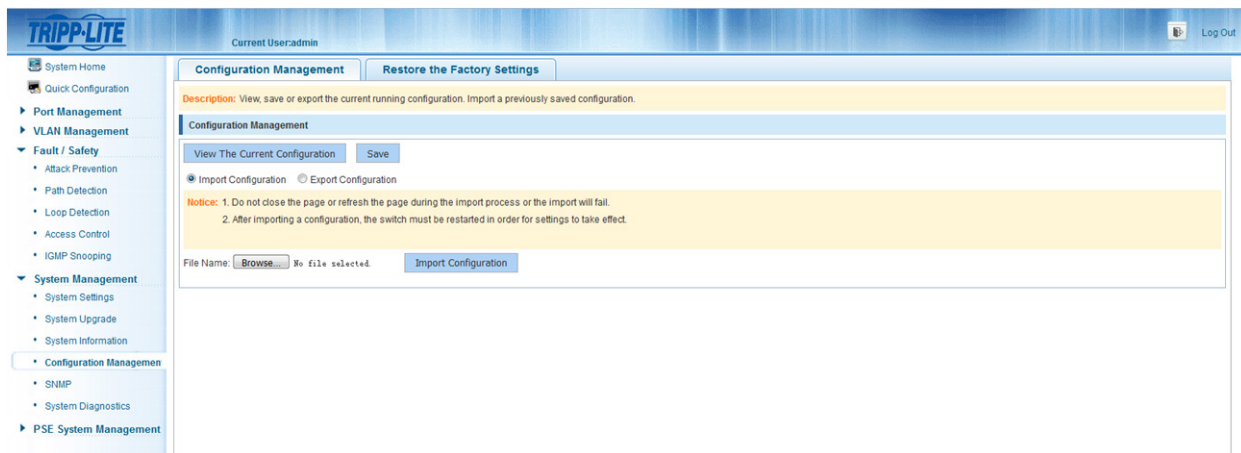 TRIPP·LITE
Current User:admin
Log Out
System Home
Quick Configuration
Port Management
VLAN Management
Fault / Safety
Attack Prevention
Path Detection
Loop Detection
Access Control
IGMP Snooping
System Management
System Settings
System Upgrade
System Information
Configuration Managemen
SNMP
System Diagnostics
PSE System Management
Configuration Management
Restore the Factory Settings
Description: View, save or export the current running configuration. Import a previously saved configuration.
Configuration Management
View The Current Configuration
Save
Import Configuration
Export Configuration
Notice: 1. Do not close the page or refresh the page during the import process or the import will fail.
2. After importing a configuration, the switch must be restarted in order for settings to take effect.
File Name: Browse... No file selected.
Import Configuration